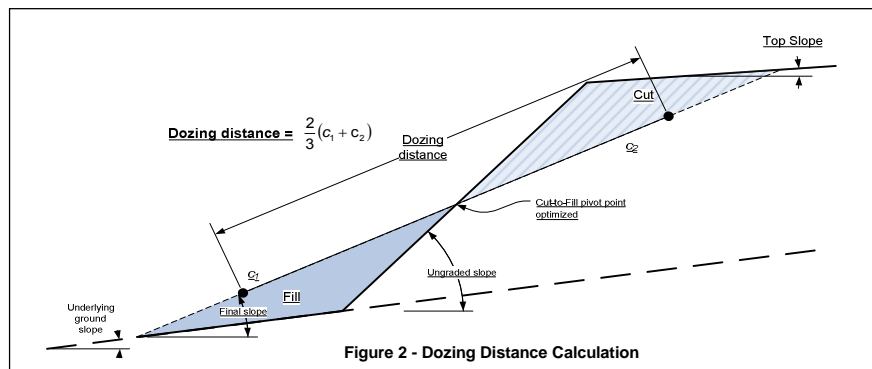 Top Slope
Cut
Dozing distance = 2/3 (c₁ + c₂)
Dozing
distance
c₂
Cut-to-Fill pivot point
optimized
c₁
Ungraded slope
Fill
Final slope
Underlying
ground
slope
Figure 2 - Dozing Distance Calculation